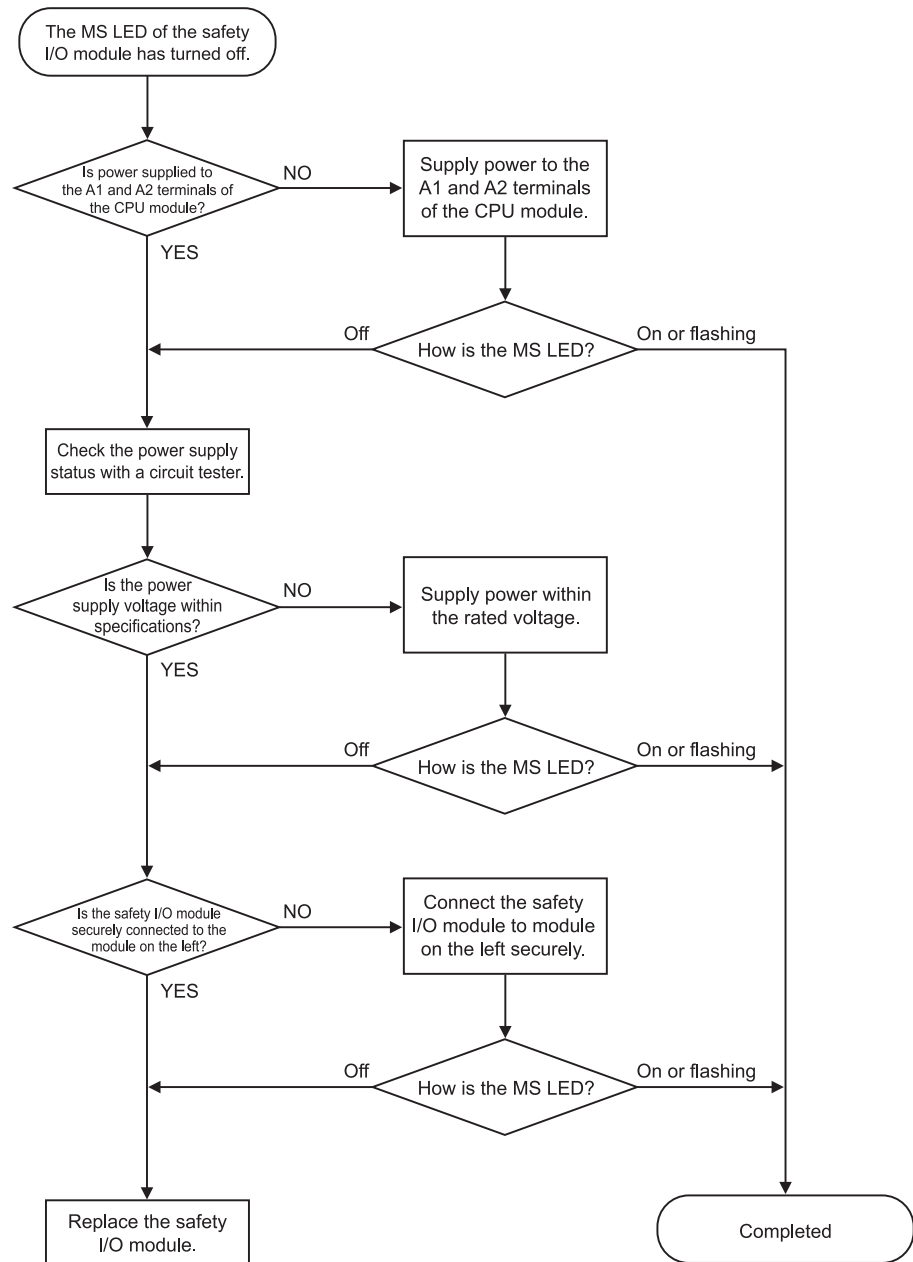 The MS LED of the safety
I/O module has turned off.
Is power supplied to
the A1 and A2 terminals of
the CPU module?
NO
Supply power to the
A1 and A2 terminals
of the CPU module.
YES
Off
How is the MS LED?
On or flashing
Check the power supply
status with a circuit tester.
Is the power
supply voltage within
specifications?
NO
Supply power within
the rated voltage.
YES
Off
How is the MS LED?
On or flashing
Is the safety I/O module
securely connected to the
module on the left?
NO
Connect the safety
I/O module to module
on the left securely.
YES
Off
How is the MS LED?
On or flashing
Replace the safety
I/O module.
Completed